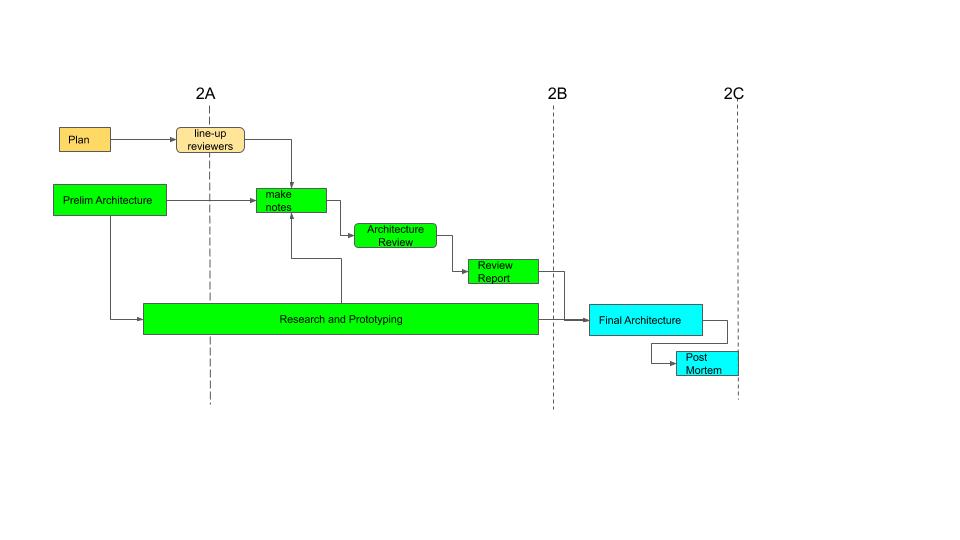 2A
2B
2C
Plan
line-up
reviewers
Prelim Architecture
make
notes
Architecture
Review
Review
Report
Research and Prototyping
Final Architecture
Post
Mortem